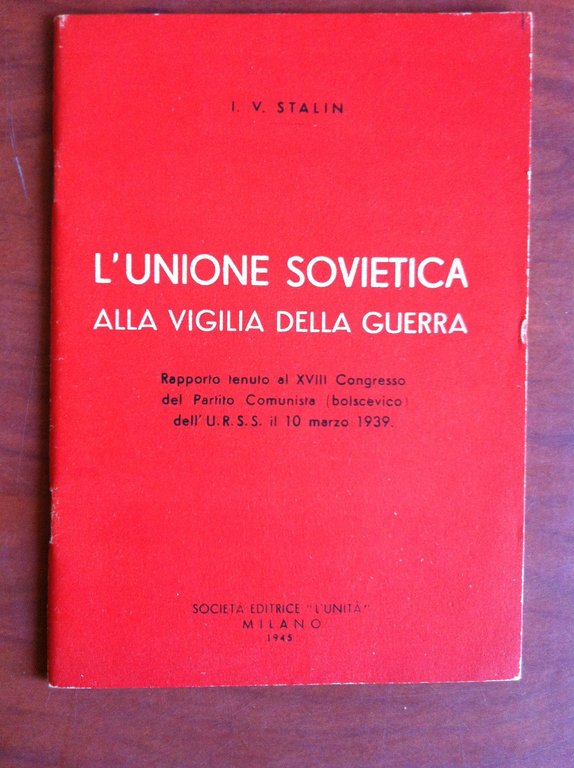 I. V. STALIN
L'UNIONE SOVIETICA
ALLA VIGILIA DELLA GUERRA
Rapporto tenuto al XVIII Congresso
del Partito Comunista (bolscevico)
dell'U.R.S.S. il 10 marzo 1939.
SOCIETÀ EDITRICE "L'UNITÀ"
MILANO
1945